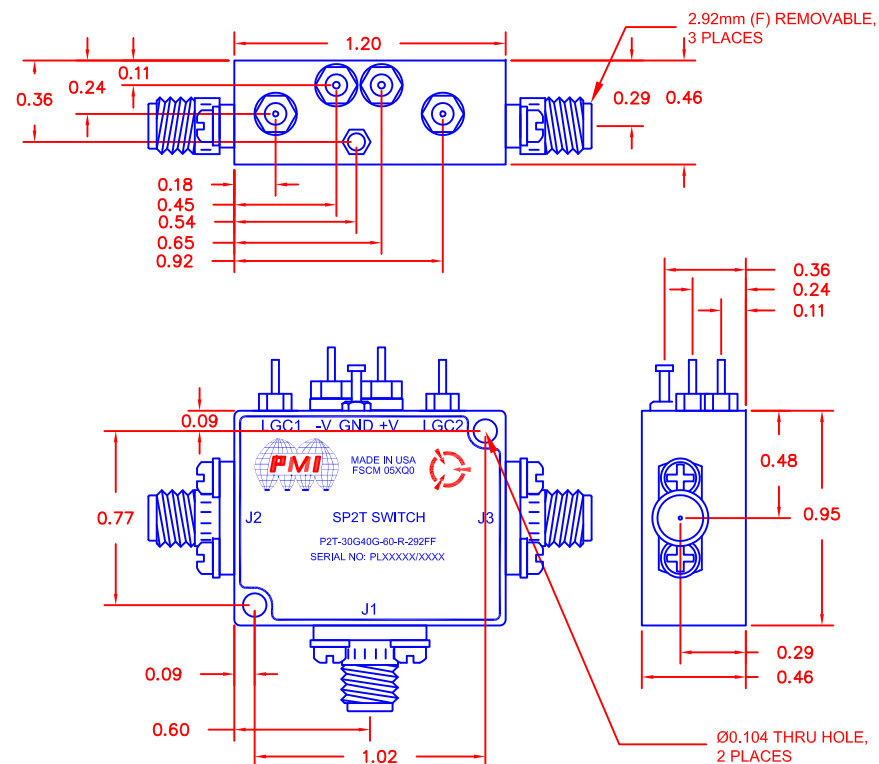 2.92mm (F) REMOVABLE,
3 PLACES
1.20
0.11
0.24
0.36
0.29
0.46
0.18
0.45
0.54
0.65
0.92
0.36
0.24
0.11
0.09
LGC1 -V GND +V LGC2
PMI
MADE IN USA
FSCM 05XQ0
0.77
J2
SP2T SWITCH
J3
P2T-30G40G-60-R-292FF
SERIAL NO: PLXXXXX/XXXX
J1
0.48
0.95
0.09
0.60
1.02
0.29
0.46
Ø0.104 THRU HOLE,
2 PLACES